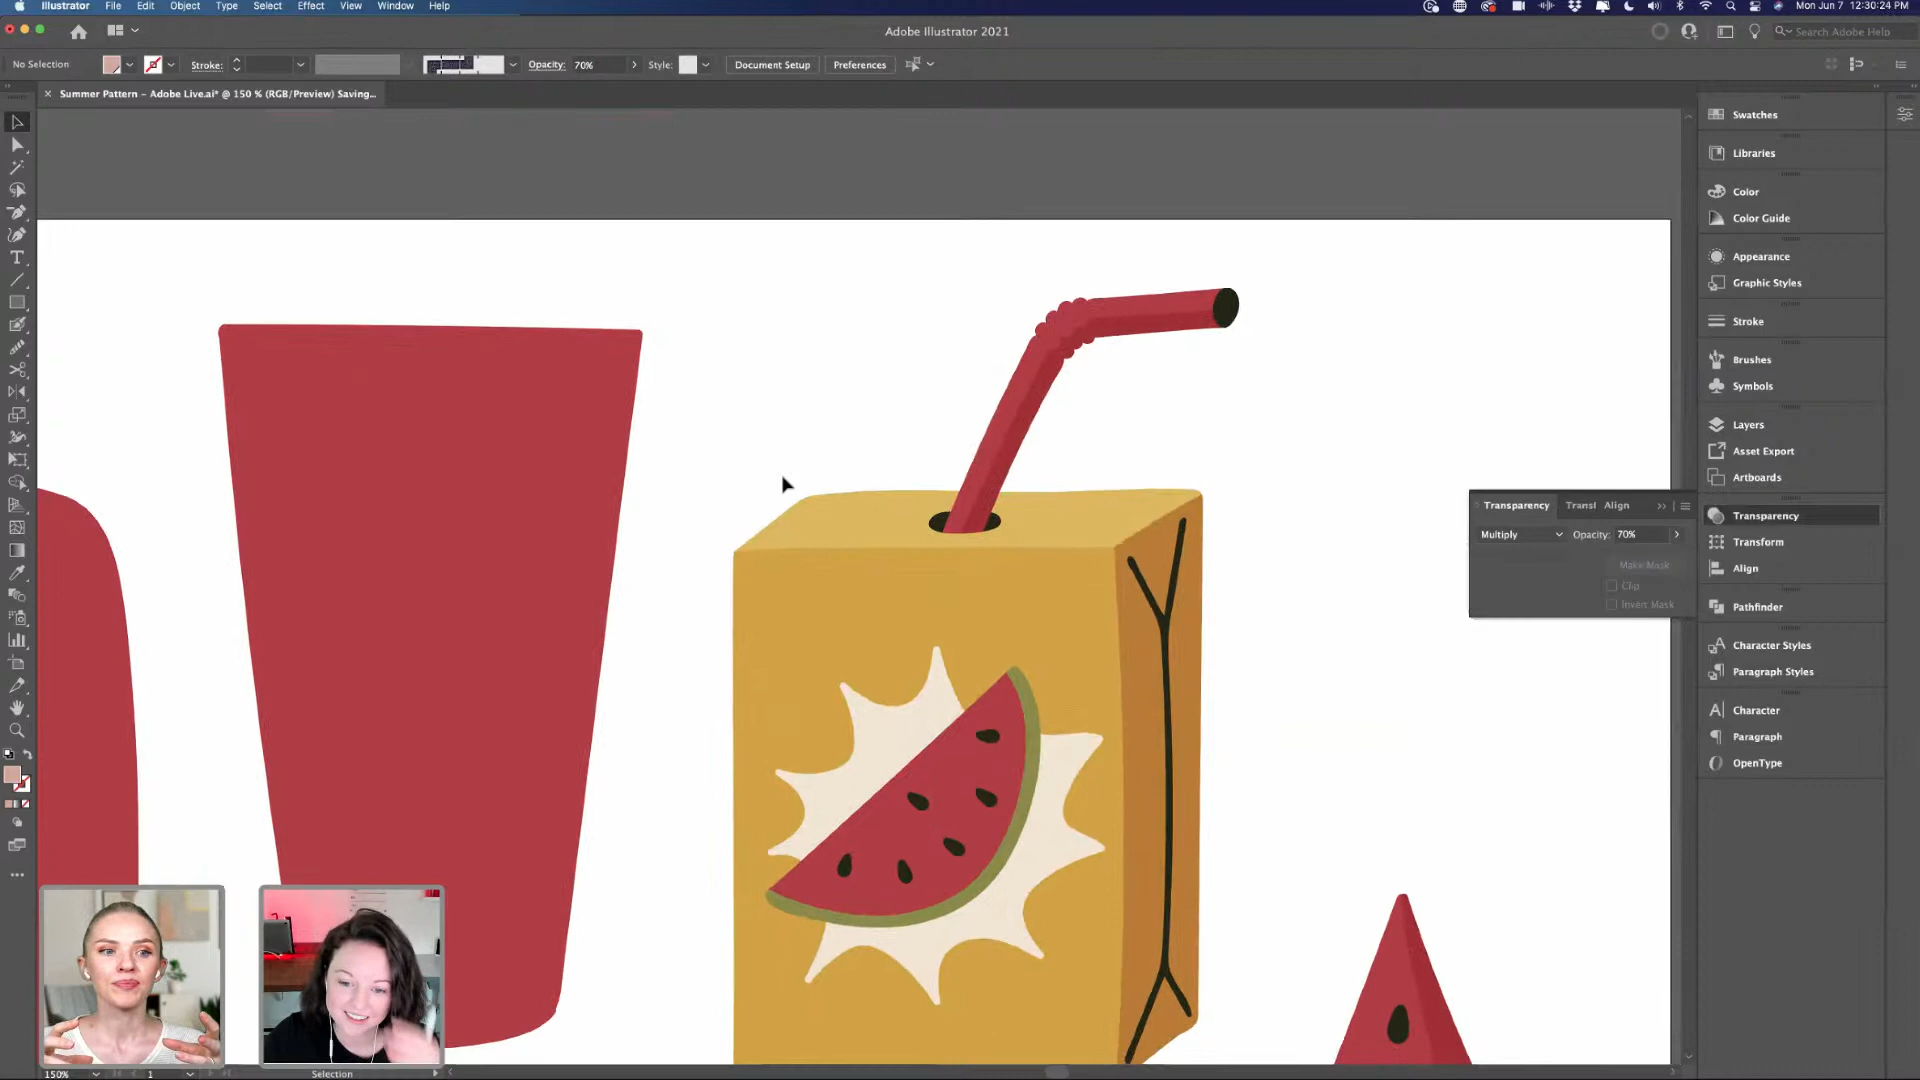 Illustrator File Edit Object Type Select Effect View Window Help
Mon Jun 7 12:30:24 PM
Adobe Illustrator 2021
Search Adobe Help
No Selection
Stroke:
Opacity: 70%
Style:
Document Setup
Preferences
× Summer Pattern – Adobe Live.ai* @ 150 % (RGB/Preview) Saving...
Swatches
Libraries
Color
Color Guide
Appearance
Graphic Styles
Stroke
Brushes
Symbols
Layers
Asset Export
Artboards
Transparency Transf Align
Multiply
Opacity: 70%
Make Mask
Clip
Invert Mask
Transparency
Transform
Align
Pathfinder
Character Styles
Paragraph Styles
Character
Paragraph
OpenType
150%
1
Selection